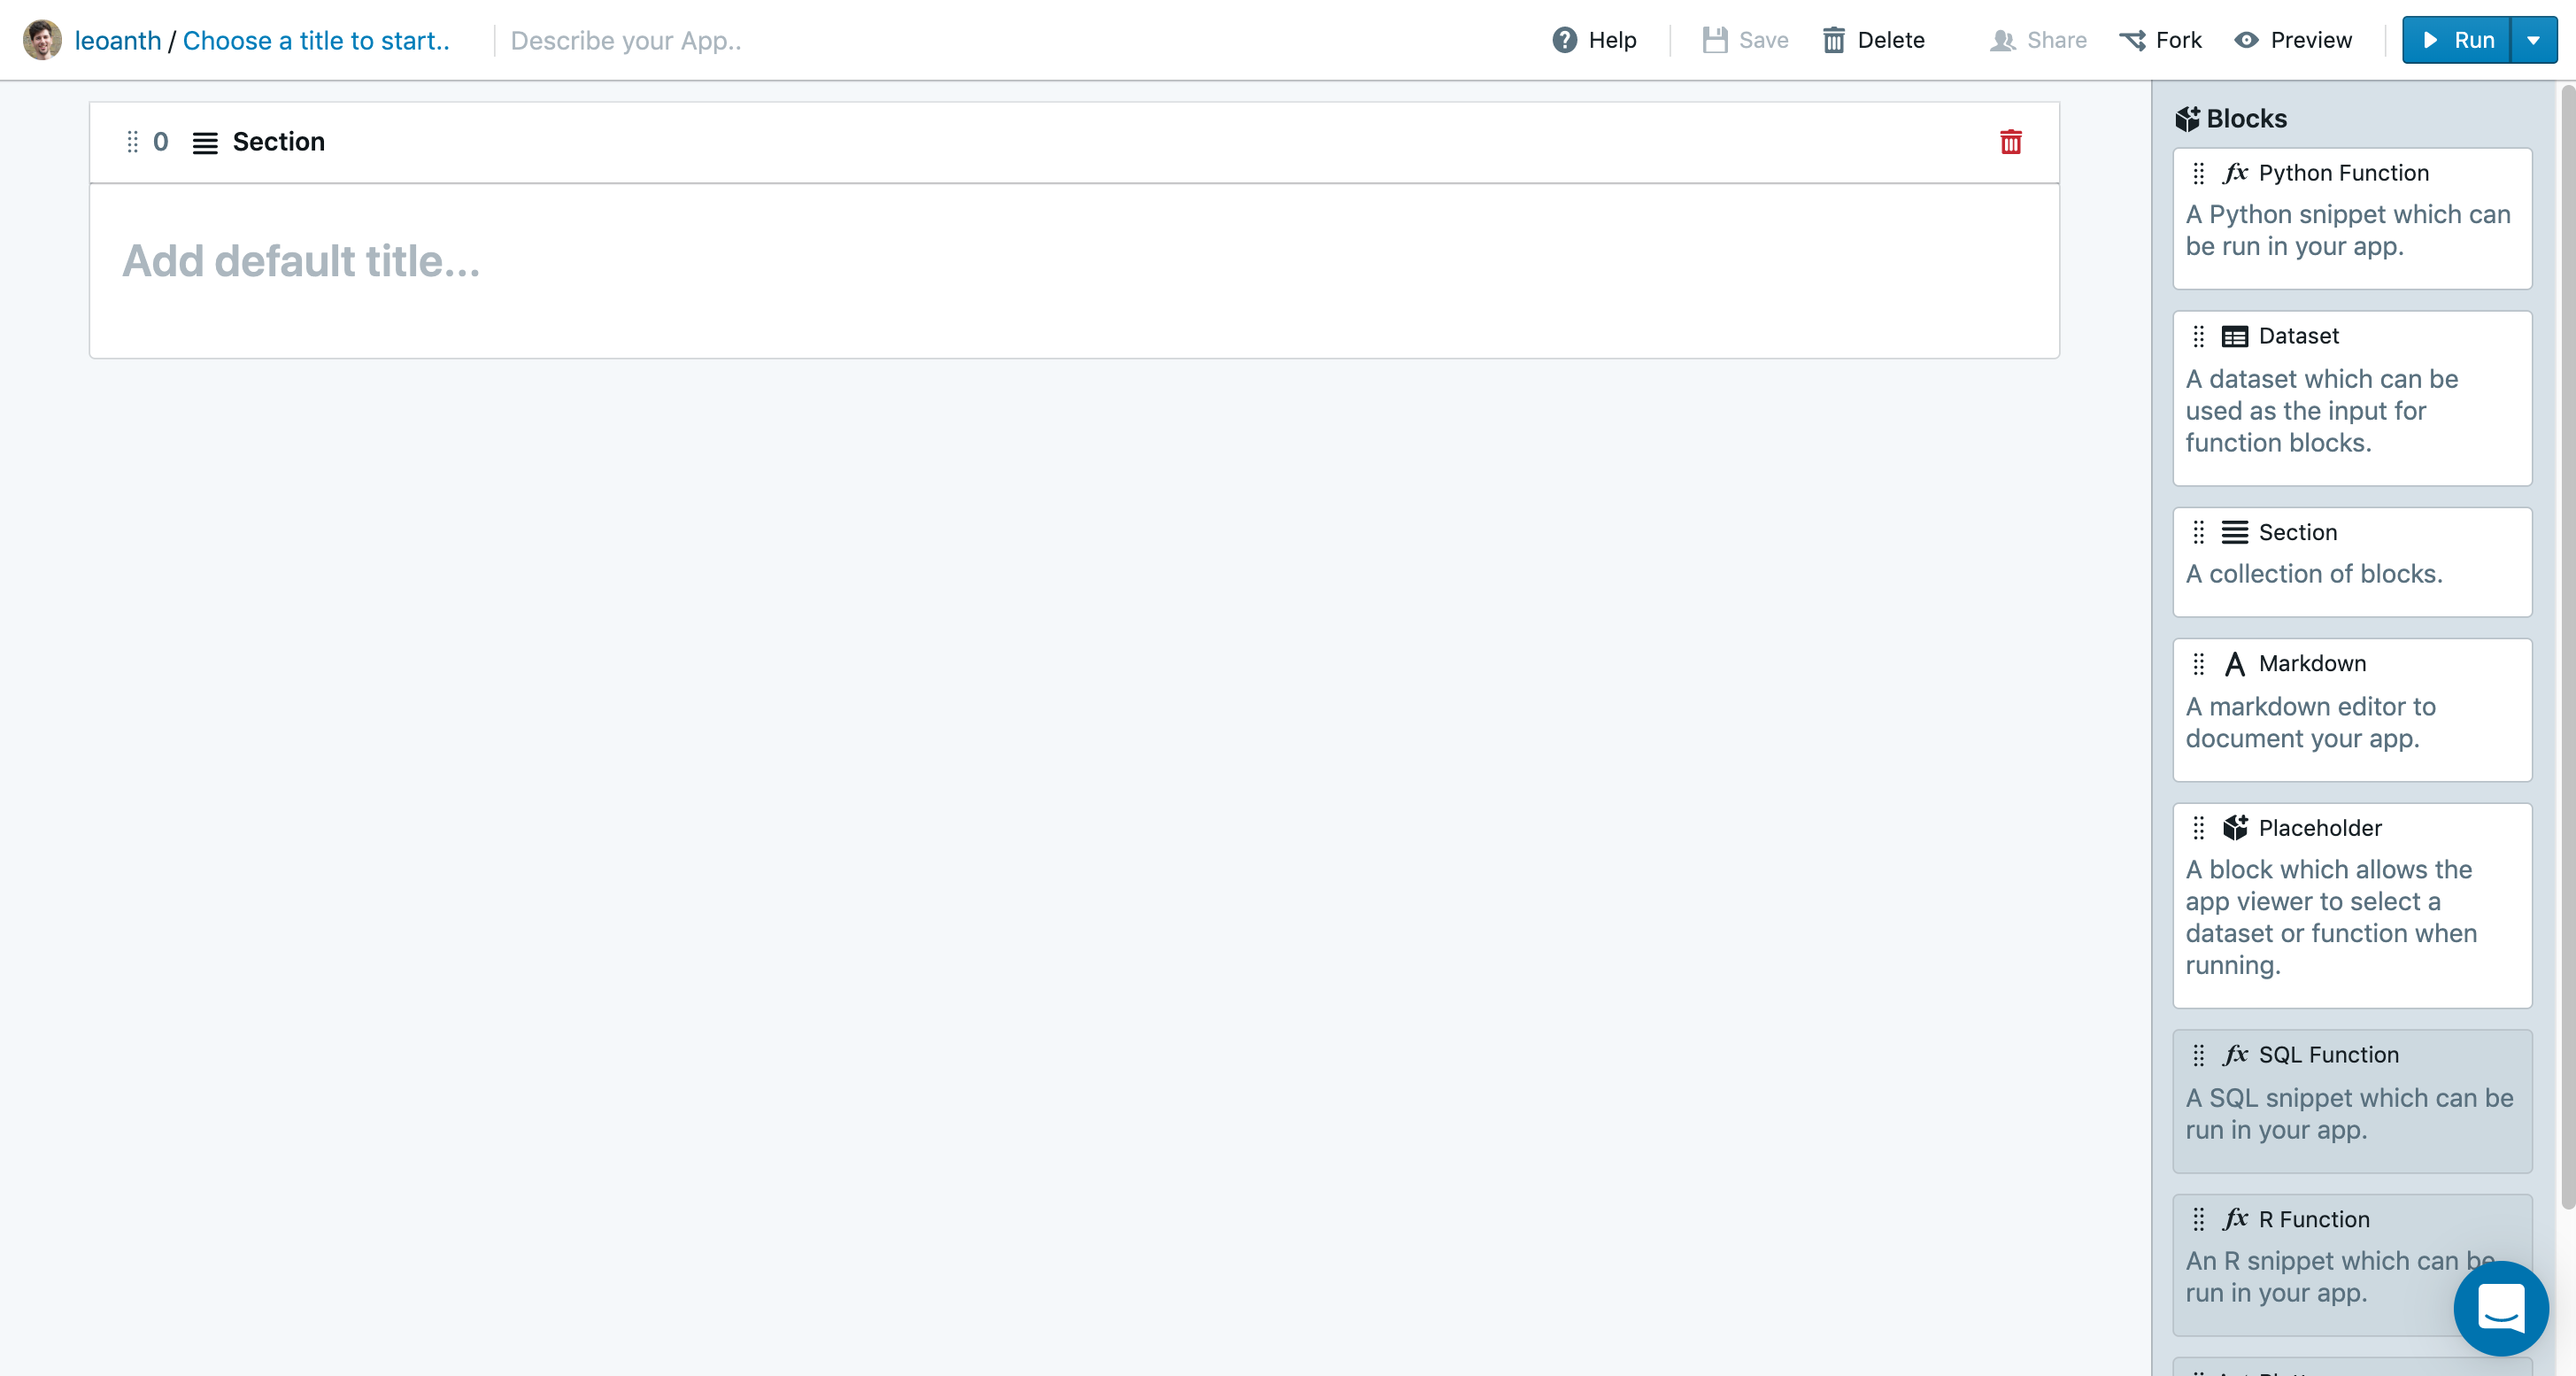 leoanth / Choose a title to start..
Describe your App..
Help
Save
Delete
Share
Fork
Preview
Run
0 Section
Add default title...
Blocks
fx Python Function
A Python snippet which can
be run in your app.
Dataset
A dataset which can be
used as the input for
function blocks.
Section
A collection of blocks.
A Markdown
A markdown editor to
document your app.
Placeholder
A block which allows the
app viewer to select a
dataset or function when
running.
fx SQL Function
A SQL snippet which can be
run in your app.
fx R Function
An R snippet which can be
run in your app.